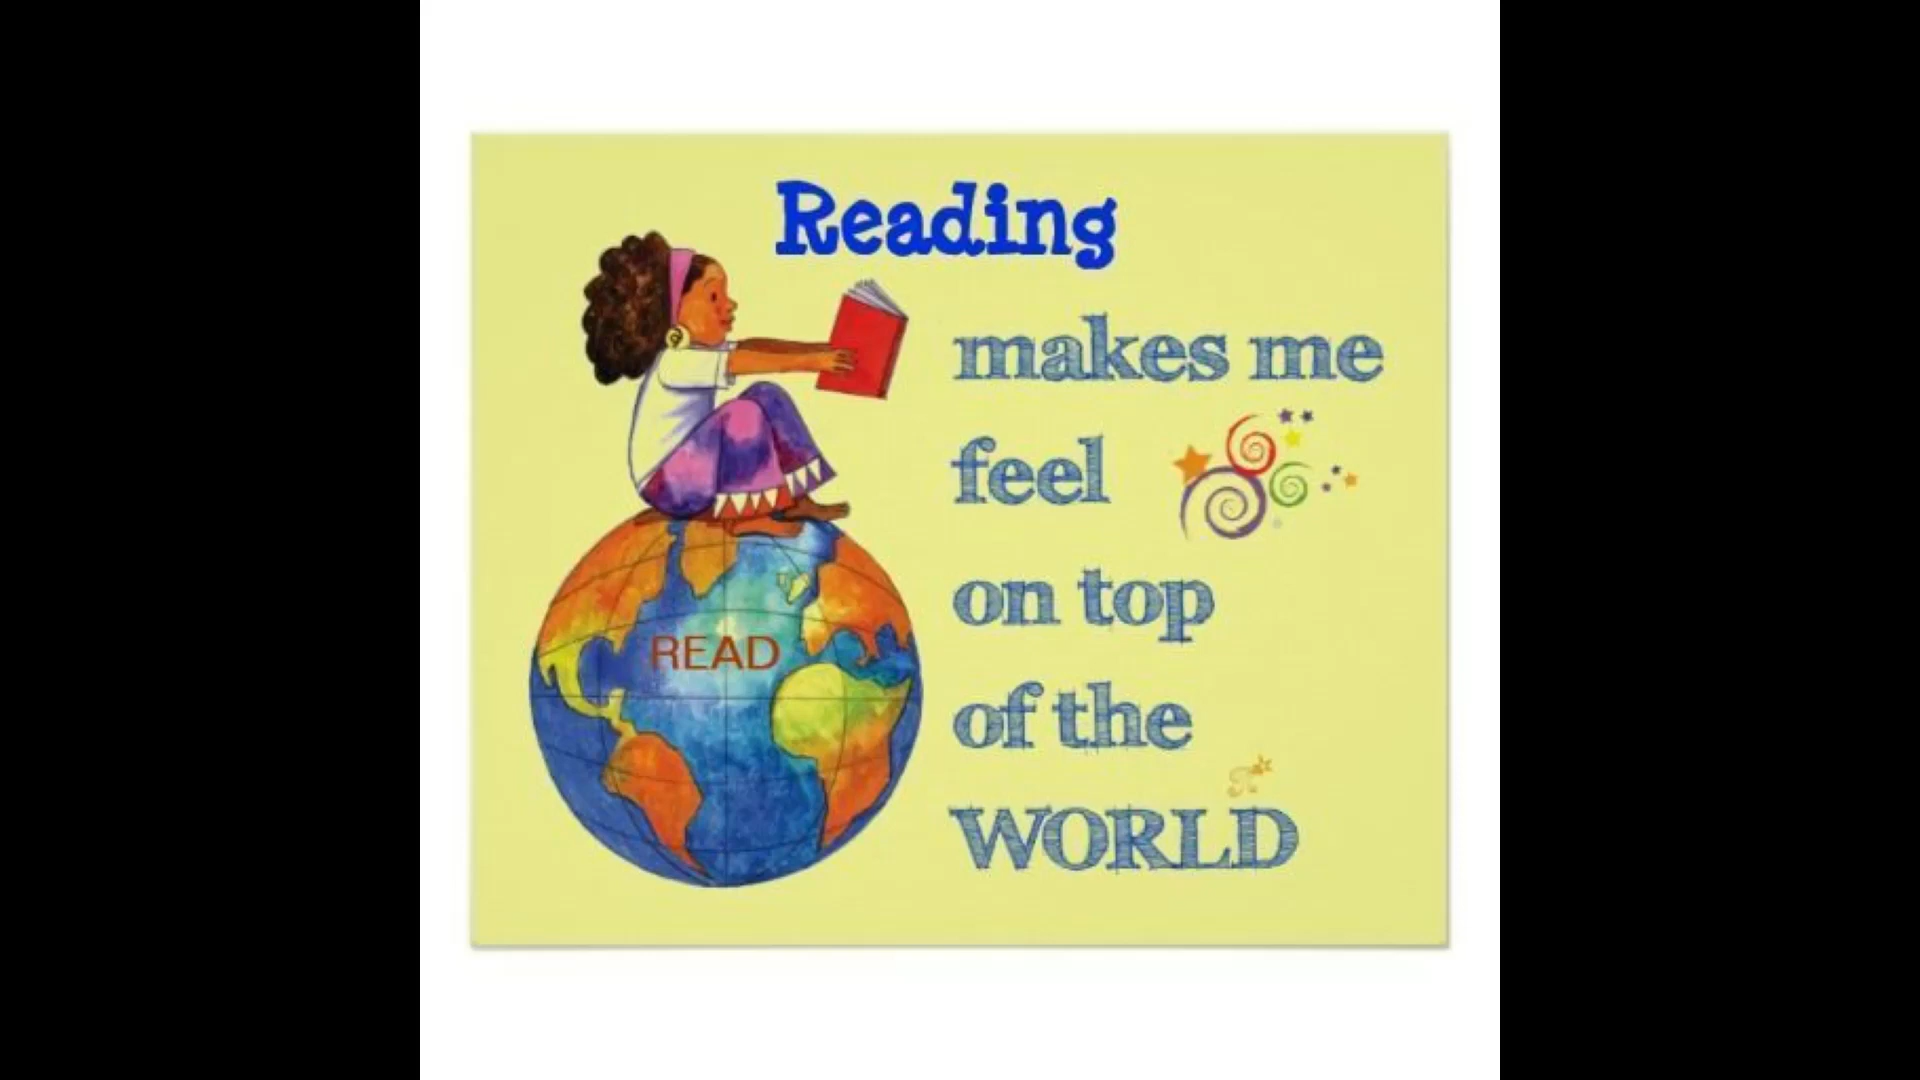 Reading
makes me
feel
on top
of the
WORLD
READ